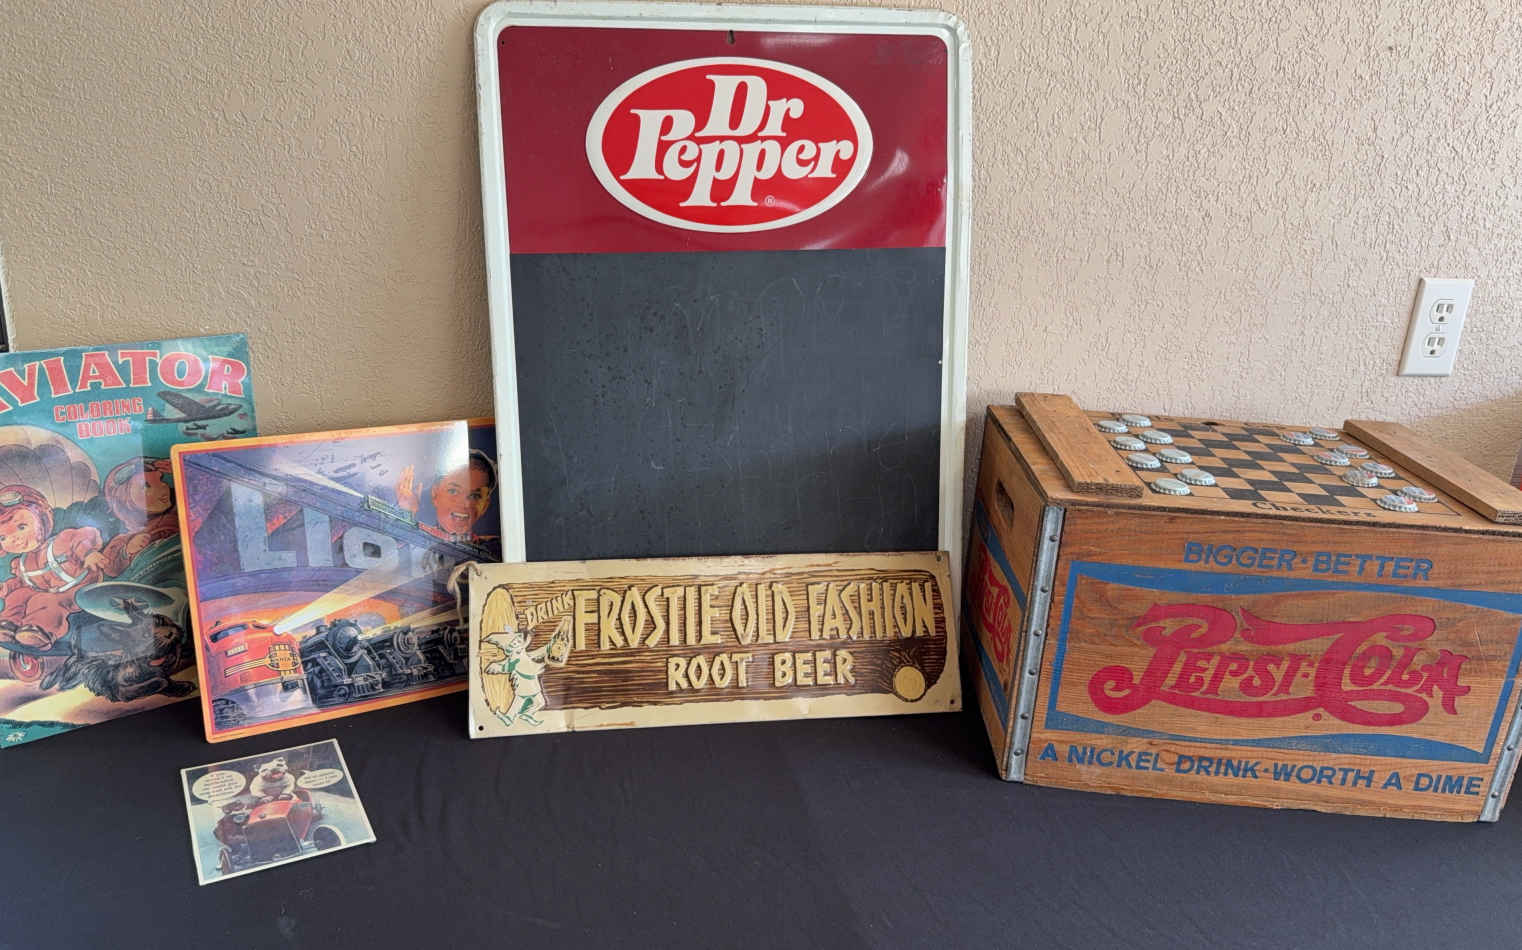 Dr
Pepper
®
AVIATOR
COLORING
BOOK
LION
DRINK
FROSTIE OLD FASHION
ROOT BEER
Checkers
BIGGER·BETTER
PEPSI·COLA
®
A NICKEL DRINK·WORTH A DIME